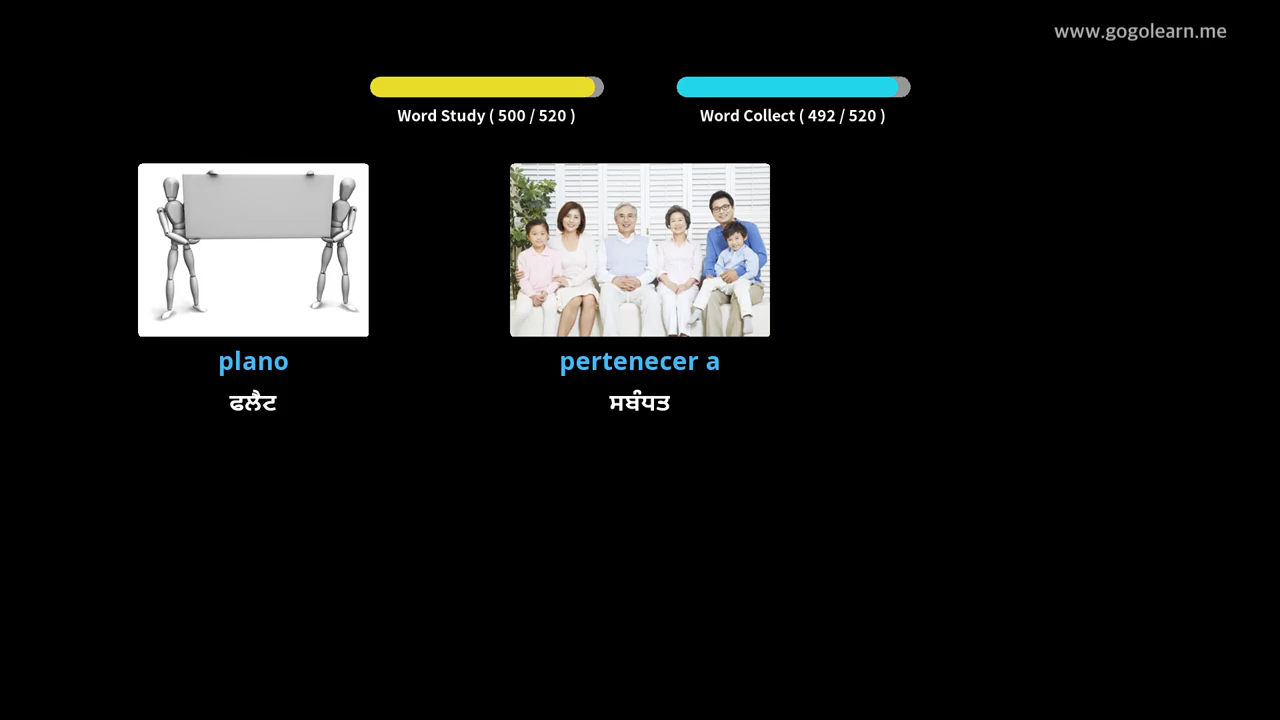 www.gogolearn.me
Word Study ( 500 / 520 )
Word Collect ( 492 / 520 )
plano
pertenecer a
ਫਲੈਟ
ਸਬੰਧਤ